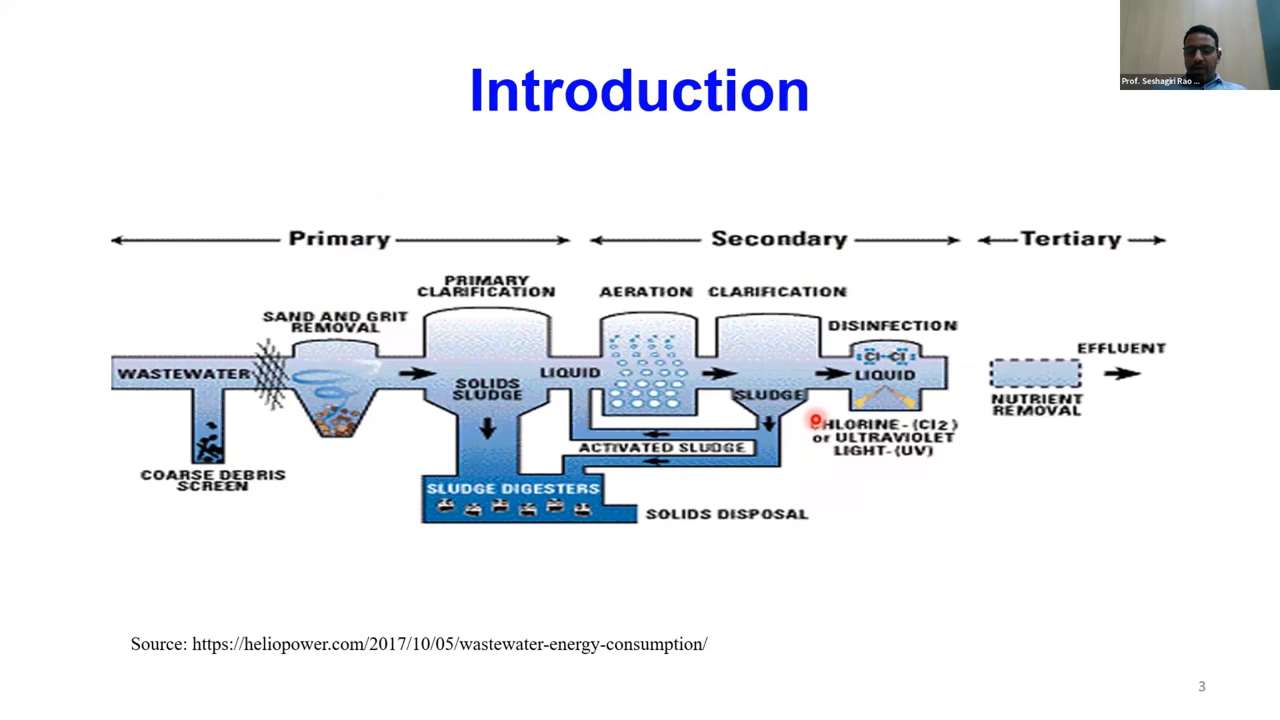 Prof. Seshagiri Rao ...
Introduction
Primary
Secondary
Tertiary
PRIMARY
CLARIFICATION
AERATION
CLARIFICATION
SAND AND GRIT
REMOVAL
DISINFECTION
EFFLUENT
Cl-Cl
WASTEWATER
SOLIDS
SLUDGE
LIQUID
SLUDGE
LIQUID
NUTRIENT
REMOVAL
CHLORINE-(Cl2)
or ULTRAVIOLET
LIGHT-(UV)
ACTIVATED SLUDGE
COARSE DEBRIS
SCREEN
SLUDGE DIGESTERS
SOLIDS DISPOSAL
Source: https://heliopower.com/2017/10/05/wastewater-energy-consumption/
3